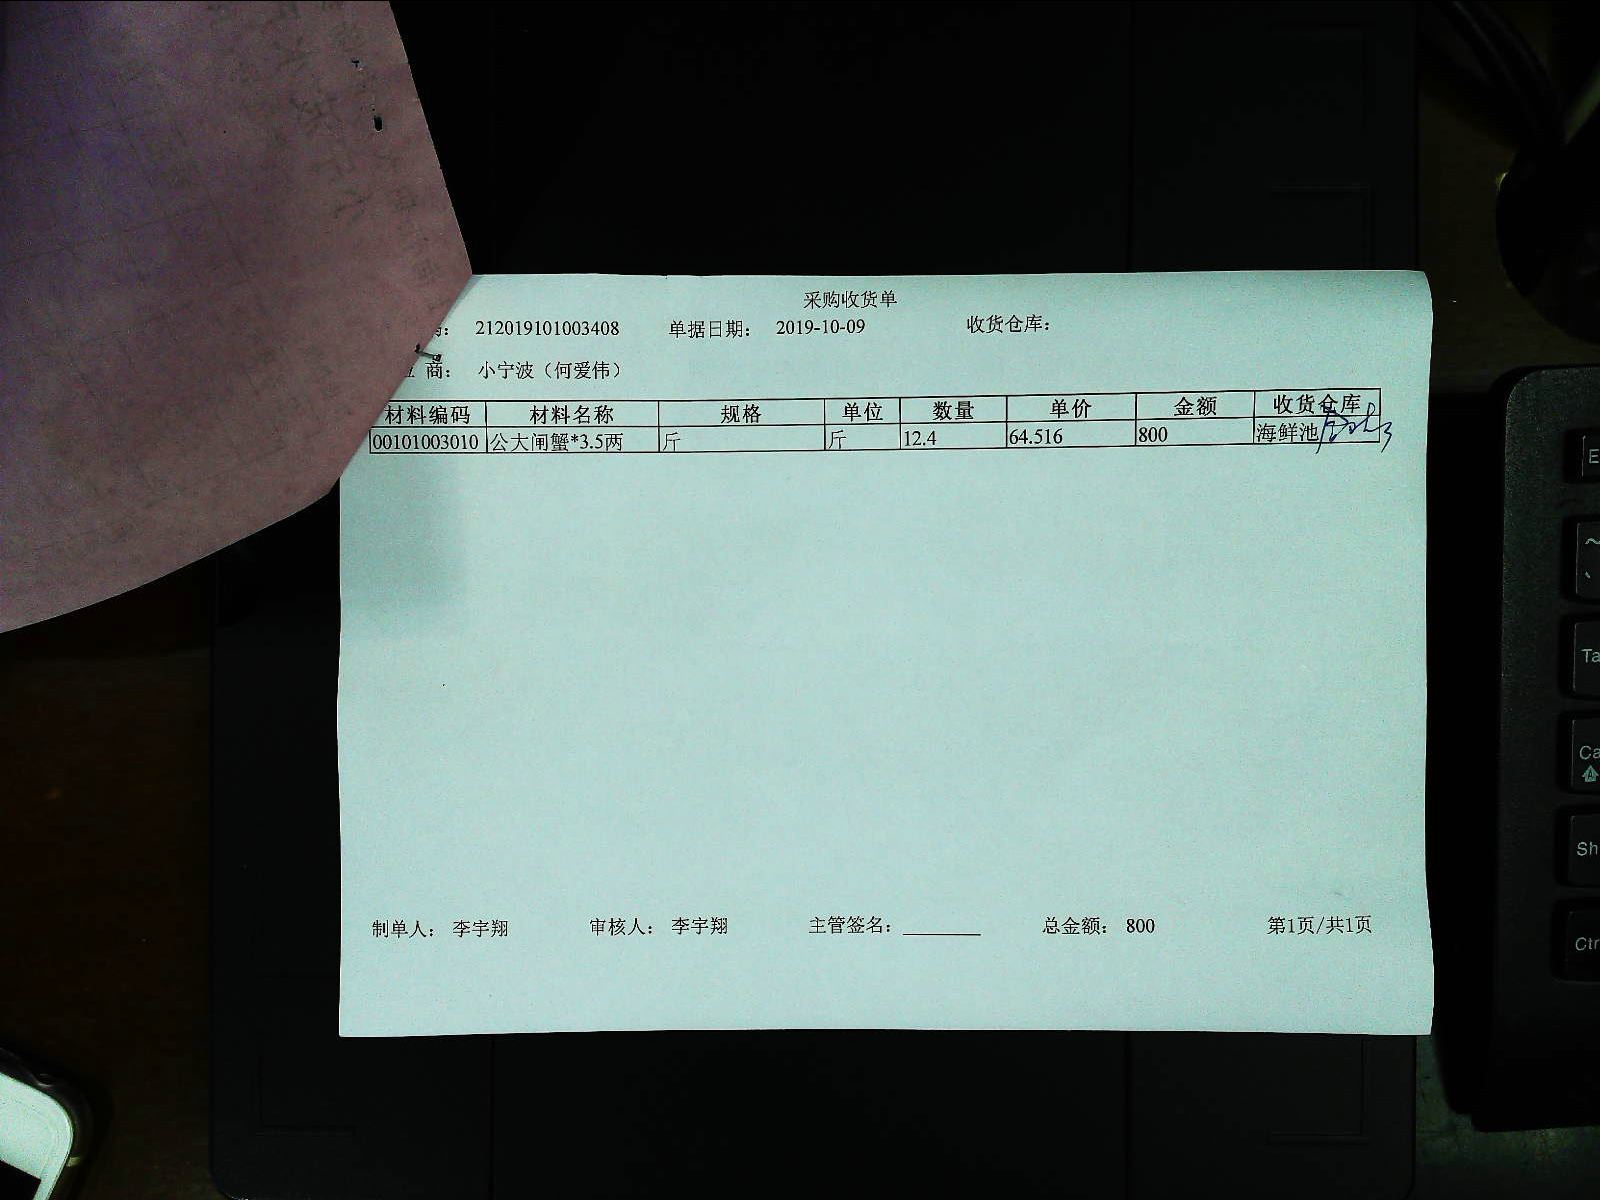 采购收货单
212019101003408 单据日期: 2019-10-09 收货仓库:
商: 小宁波（何爱伟）
材料编码 材料名称 规格 单位 数量 单价 金额 收货仓库
00101003010 公大闸蟹*3.5两 斤 斤 12.4 64.516 800 海鲜池
制单人: 李宇翔 审核人: 李宇翔 主管签名: 总金额: 800 第1页/共1页